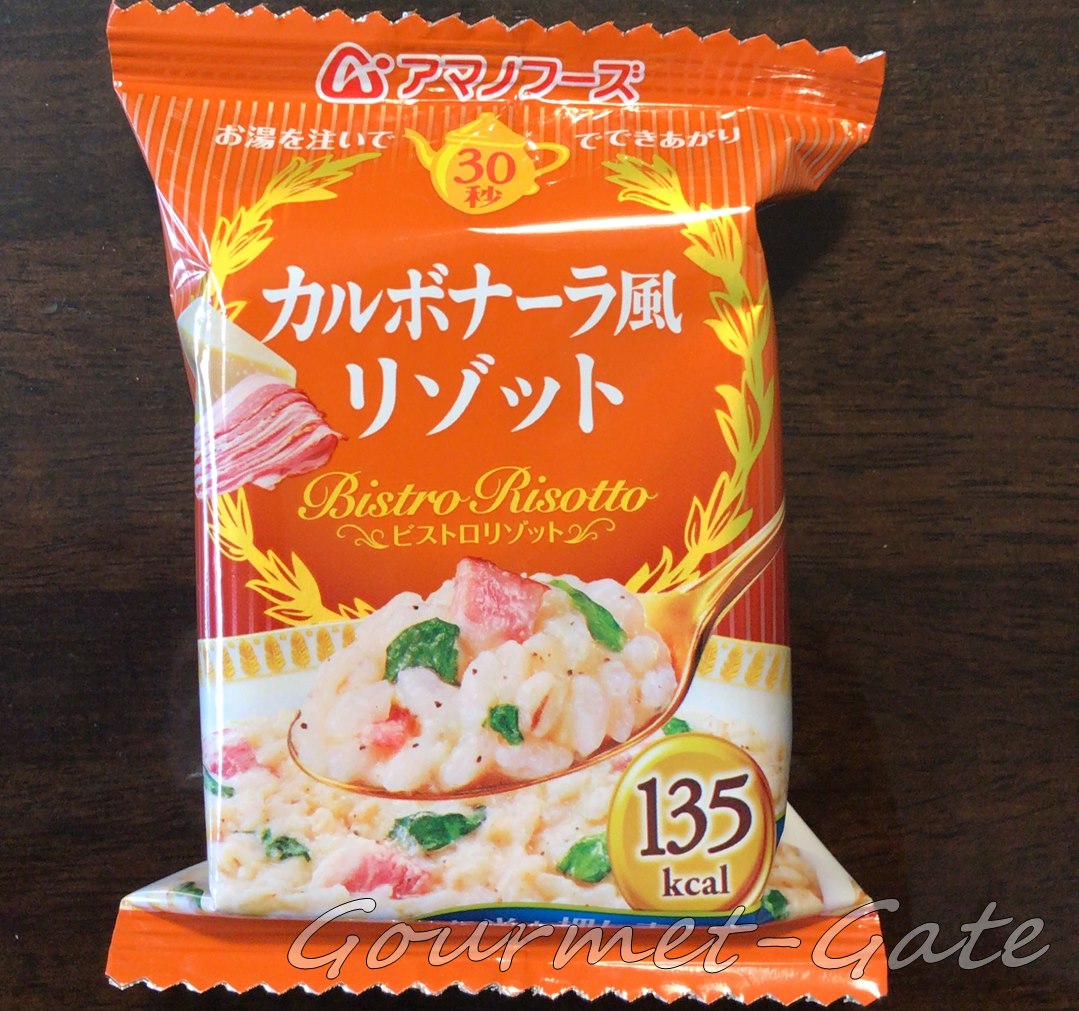 アマノフーズ
お湯を注いで 30秒 でできあがり
カルボナーラ風
リゾット
Bistro Risotto
ビストロリゾット
135
kcal
Gourmet-Gate